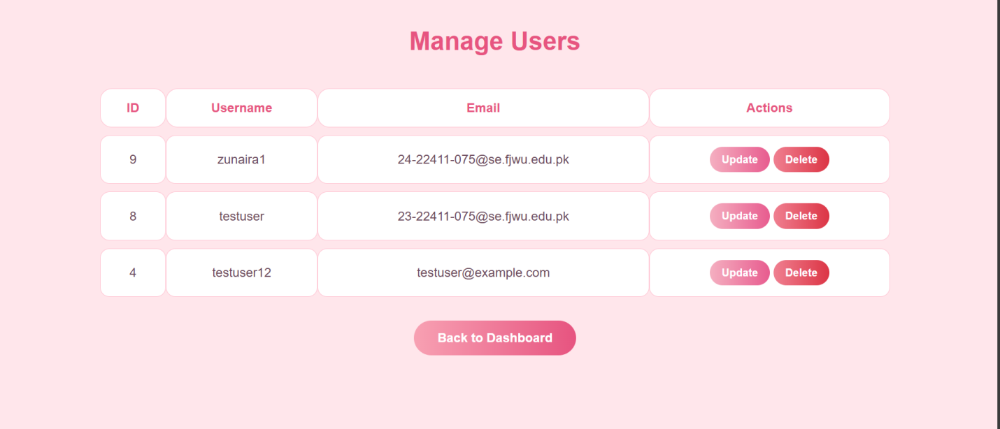 Manage Users
ID Username Email Actions
9 zunaira1 24-22411-075@se.fjwu.edu.pk Update Delete
8 testuser 23-22411-075@se.fjwu.edu.pk Update Delete
4 testuser12 testuser@example.com Update Delete
Back to Dashboard